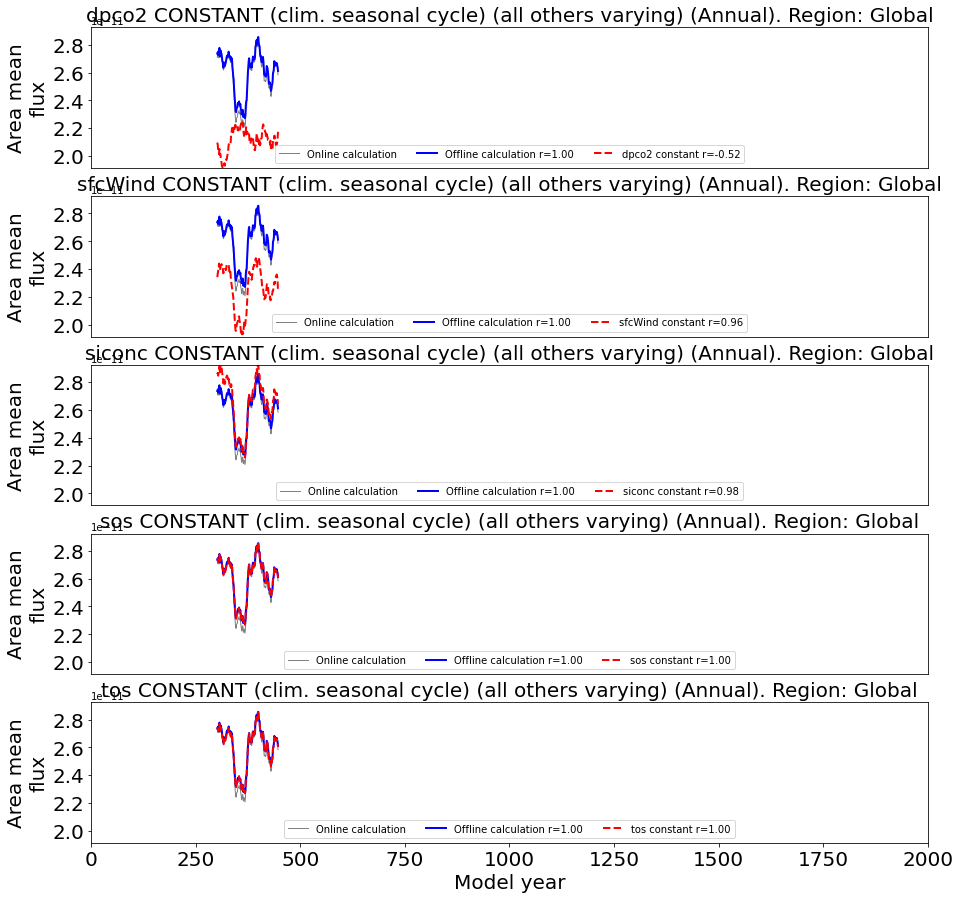 dpco2 CONSTANT (clim. seasonal cycle) (all others varying) (Annual). Region: Global
1e−11
Area mean
flux
2.8
2.6
2.4
2.2
2.0
Online calculation
Offline calculation r=1.00
dpco2 constant r=-0.52
sfcWind CONSTANT (clim. seasonal cycle) (all others varying) (Annual). Region: Global
1e−11
Area mean
flux
2.8
2.6
2.4
2.2
2.0
Online calculation
Offline calculation r=1.00
sfcWind constant r=0.96
siconc CONSTANT (clim. seasonal cycle) (all others varying) (Annual). Region: Global
1e−11
Area mean
flux
2.8
2.6
2.4
2.2
2.0
Online calculation
Offline calculation r=1.00
siconc constant r=0.98
sos CONSTANT (clim. seasonal cycle) (all others varying) (Annual). Region: Global
1e−11
Area mean
flux
2.8
2.6
2.4
2.2
2.0
Online calculation
Offline calculation r=1.00
sos constant r=1.00
tos CONSTANT (clim. seasonal cycle) (all others varying) (Annual). Region: Global
1e−11
Area mean
flux
2.8
2.6
2.4
2.2
2.0
Online calculation
Offline calculation r=1.00
tos constant r=1.00
0
250
500
750
1000
1250
1500
1750
2000
Model year